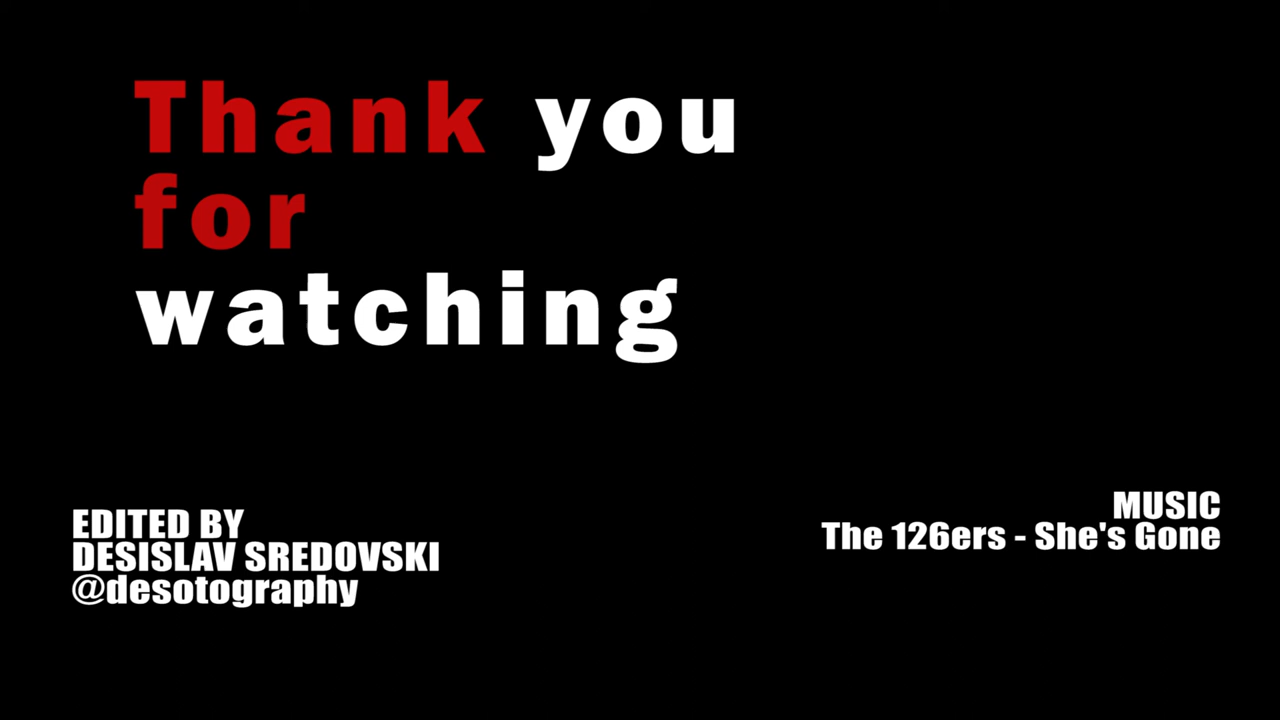 Thank you
for
watching
EDITED BY
DESISLAV SREDOVSKI
@desotography
MUSIC
The 126ers - She's Gone